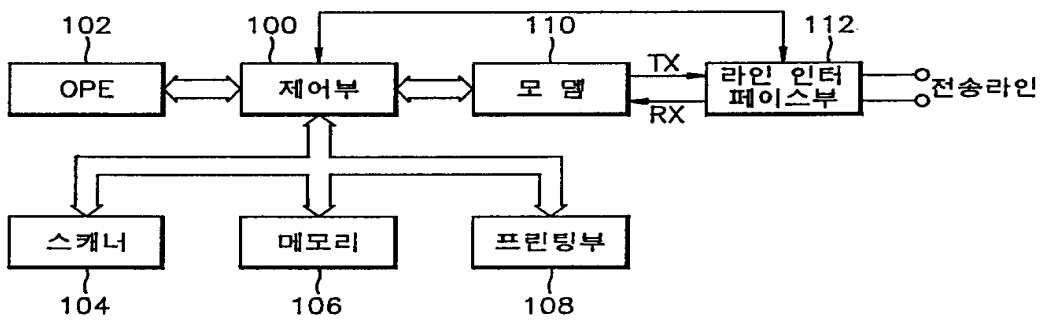 102
100
110
112
OPE
제어부
모뎀
TX
RX
라인 인터
페이스부
전송라인
스캐너
메모리
프린팅부
104
106
108